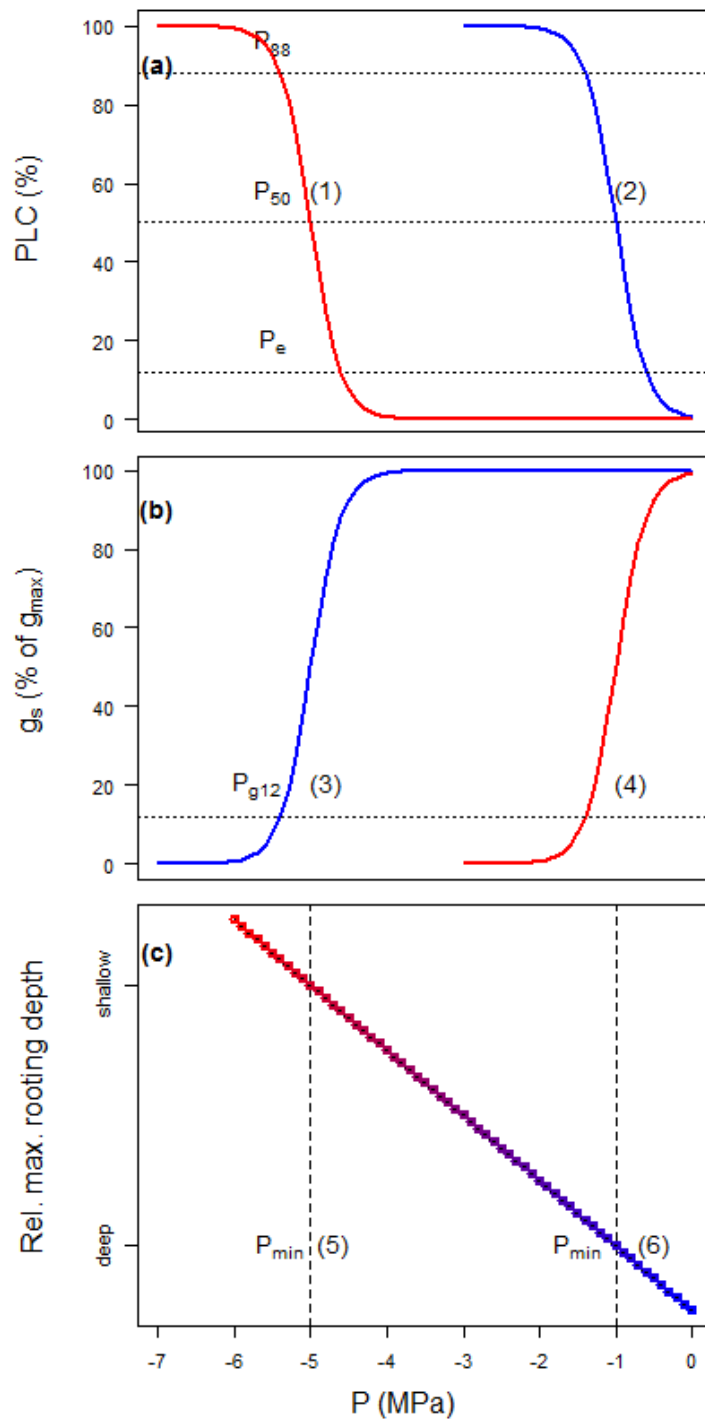 100
80
60
40
20
0
PLC (%)
(a)
P88
P50 (1) (2)
Pe
100
80
60
40
20
0
gs (% of gmax)
(b)
Pg12 (3) (4)
(c)
shallow
deep
Rel. max. rooting depth
Pmin (5) Pmin (6)
-7 -6 -5 -4 -3 -2 -1 0
P (MPa)